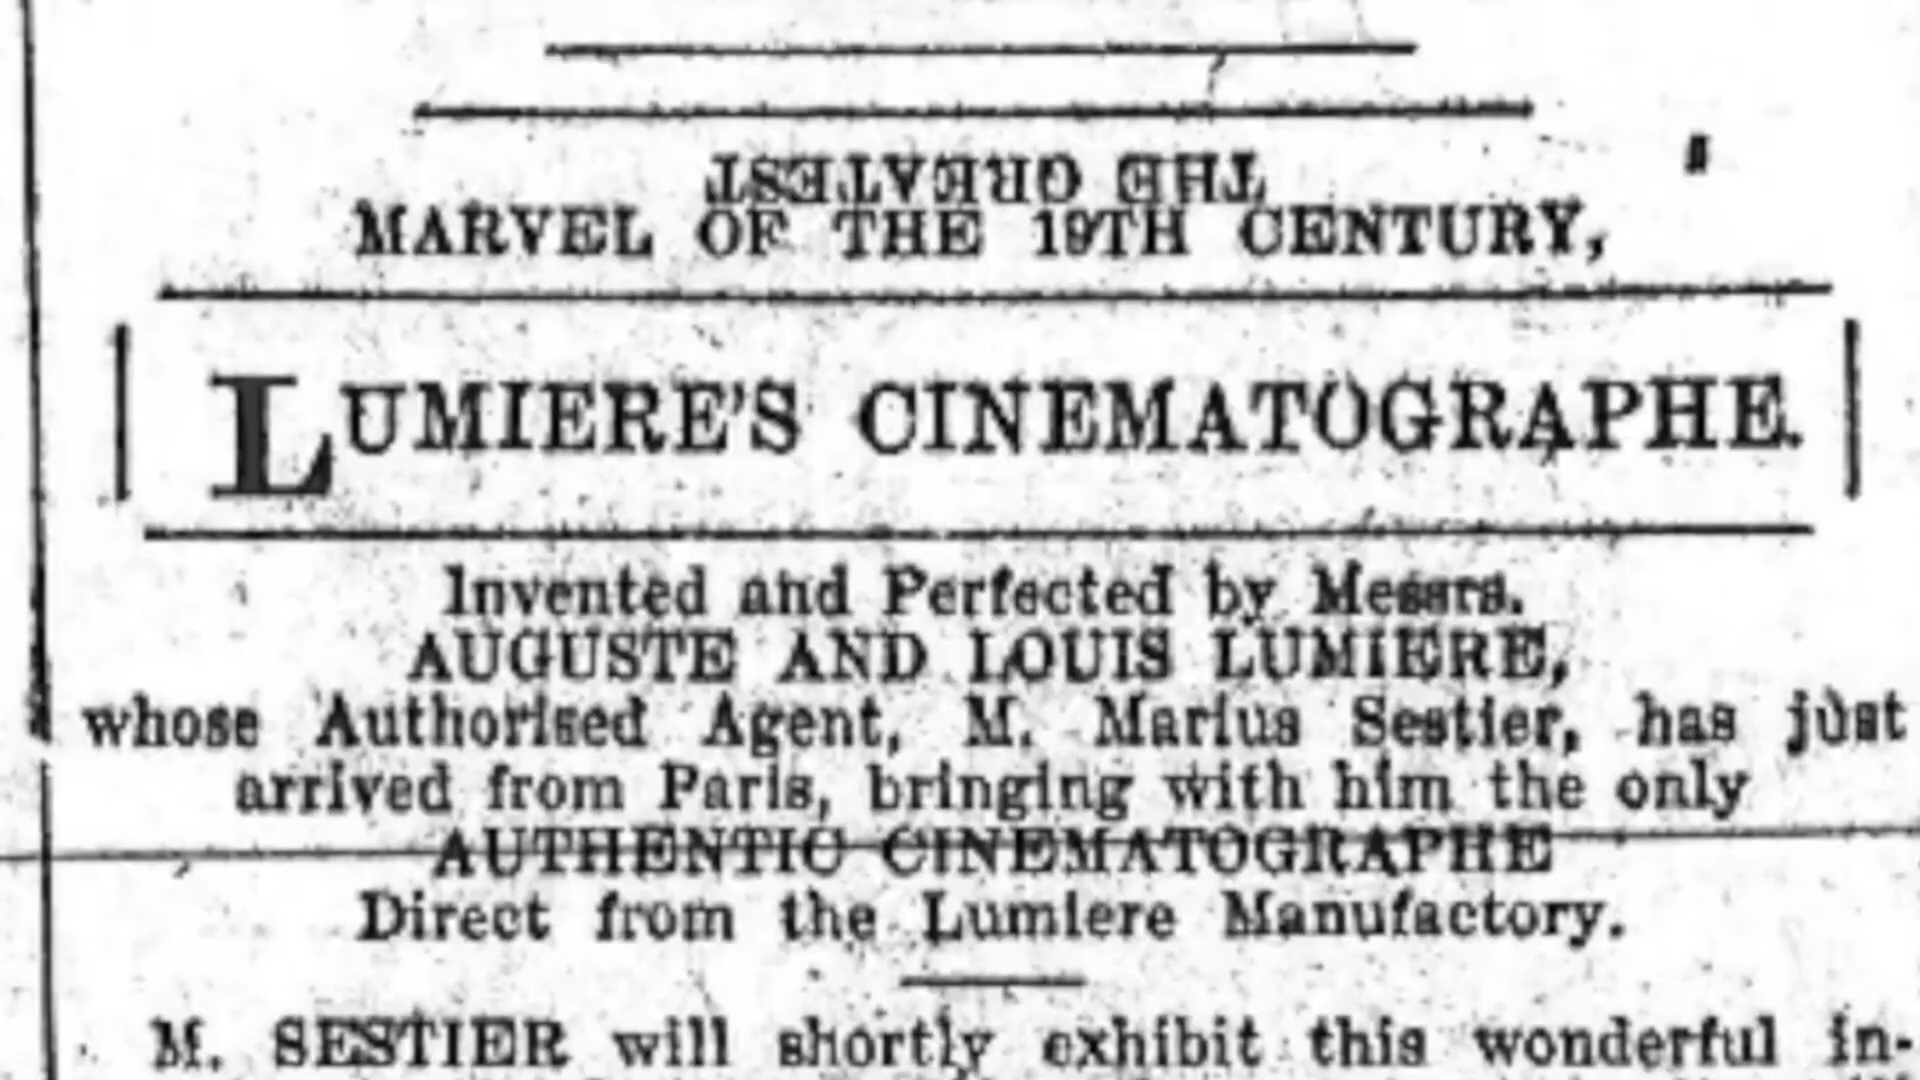 THE GREATEST
MARVEL OF THE 19TH CENTURY,
LUMIERE'S CINEMATOGRAPHE.
Invented and Perfected by Messrs.
AUGUSTE AND LOUIS LUMIERE,
whose Authorised Agent, M. Marius Sestier, has just
arrived from Paris, bringing with him the only
AUTHENTIC CINEMATOGRAPHE
Direct from the Lumiere Manufactory.
M. SESTIER will shortly exhibit this wonderful in-